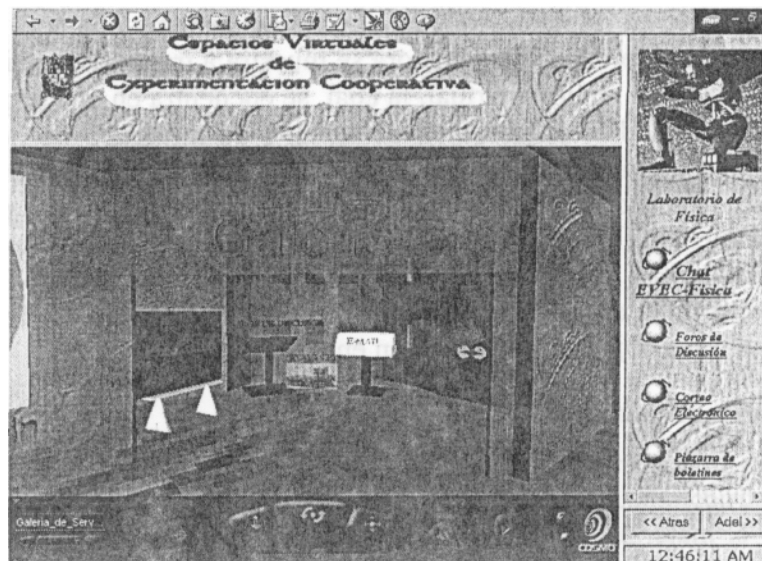 Espacios Virtuales
de
Experimentación Cooperativa
Laboratorio de
Física
Chat
EVEC-Física
Foros de
Discusión
Correo
Electrónico
Pizarra de
boletines
Galeria_de_Serv...
COSMO
<< Atras
Adel >>
12:46:11 AM